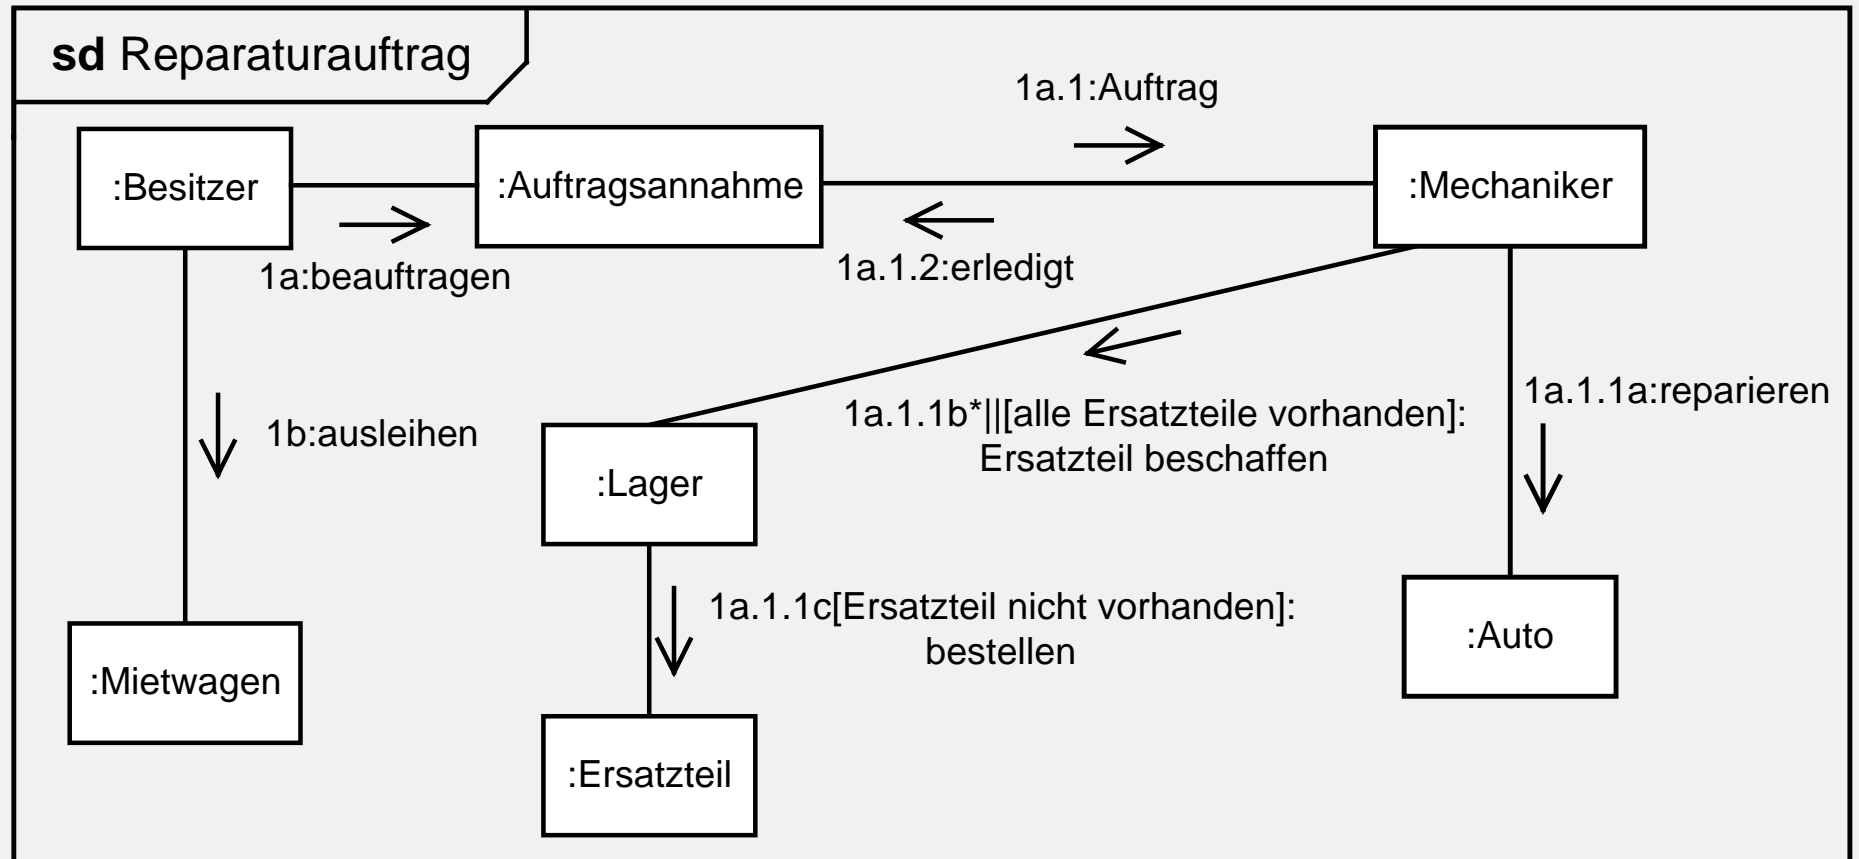 sd Reparaturauftrag
1a.1:Auftrag
:Besitzer
:Auftragsannahme
:Mechaniker
1a:beauftragen
1a.1.2:erledigt
1b:ausleihen
1a.1.1b*||[alle Ersatzteile vorhanden]:
Ersatzteil beschaffen
1a.1.1a:reparieren
:Lager
1a.1.1c[Ersatzteil nicht vorhanden]:
bestellen
:Auto
:Mietwagen
:Ersatzteil